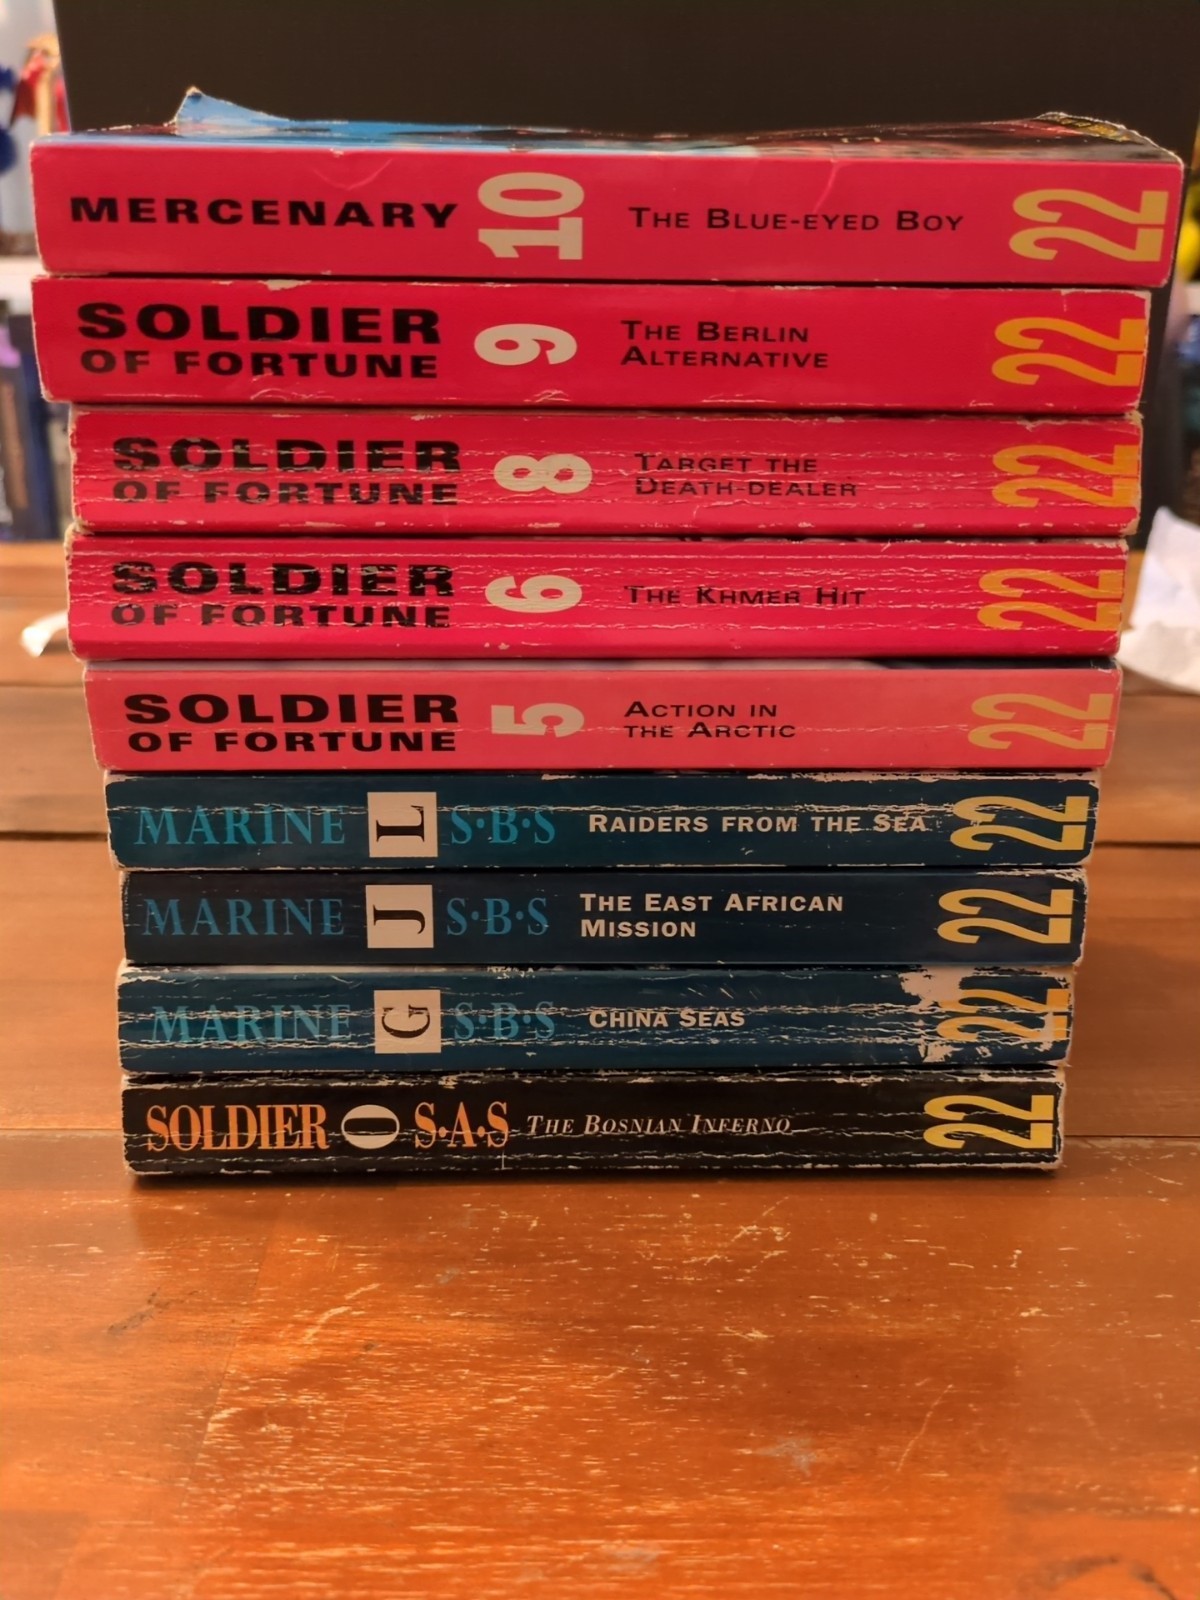 MERCENARY 10 THE BLUE-EYED BOY 22
SOLDIER
OF FORTUNE
9
THE BERLIN
ALTERNATIVE
22
SOLDIER
OF FORTUNE
8
TARGET THE
DEATH-DEALER
22
SOLDIER
OF FORTUNE
6
THE KHMER HIT
22
SOLDIER
OF FORTUNE
5
ACTION IN
THE ARCTIC
22
MARINE L S·B·S RAIDERS FROM THE SEA 22
MARINE J S·B·S
THE EAST AFRICAN
MISSION
22
MARINE G S·B·S CHINA SEAS 22
SOLDIER O S·A·S THE BOSNIAN INFERNO 22